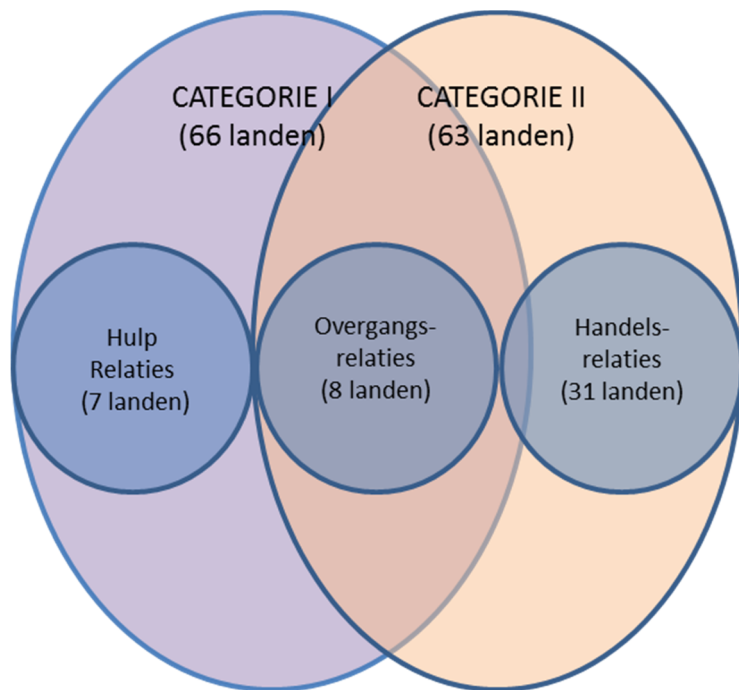 CATEGORIE I
(66 landen)
CATEGORIE II
(63 landen)
Hulp
Relaties
(7 landen)
Overgangs-
relaties
(8 landen)
Handels-
relaties
(31 landen)